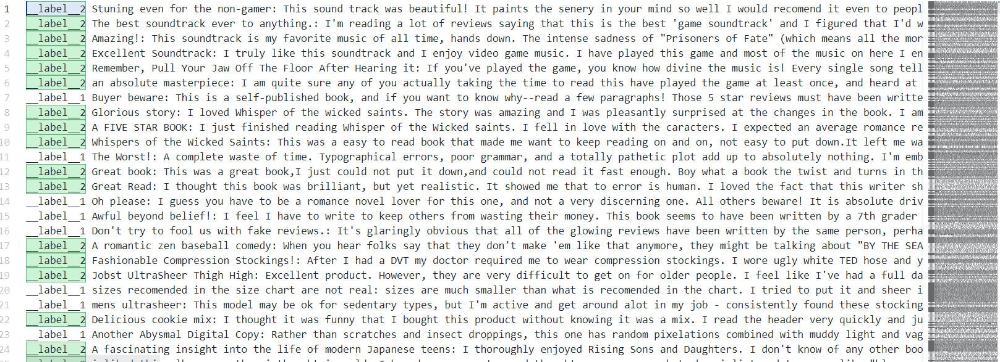 1 __label__2 Stuning even for the non-gamer: This sound track was beautiful! It paints the senery in your mind so well I would recomend it even to peopl
2 __label__2 The best soundtrack ever to anything.: I'm reading a lot of reviews saying that this is the best 'game soundtrack' and I figured that I'd w
3 __label__2 Amazing!: This soundtrack is my favorite music of all time, hands down. The intense sadness of "Prisoners of Fate" (which means all the mor
4 __label__2 Excellent Soundtrack: I truly like this soundtrack and I enjoy video game music. I have played this game and most of the music on here I en
5 __label__2 Remember, Pull Your Jaw Off The Floor After Hearing it: If you've played the game, you know how divine the music is! Every single song tell
6 __label__2 an absolute masterpiece: I am quite sure any of you actually taking the time to read this have played the game at least once, and heard at
7 __label__1 Buyer beware: This is a self-published book, and if you want to know why--read a few paragraphs! Those 5 star reviews must have been writte
8 __label__2 Glorious story: I loved Whisper of the wicked saints. The story was amazing and I was pleasantly surprised at the changes in the book. I am
9 __label__2 A FIVE STAR BOOK: I just finished reading Whisper of the Wicked saints. I fell in love with the caracters. I expected an average romance re
10 __label__2 Whispers of the Wicked Saints: This was a easy to read book that made me want to keep reading on and on, not easy to put down.It left me wa
11 __label__1 The Worst!: A complete waste of time. Typographical errors, poor grammar, and a totally pathetic plot add up to absolutely nothing. I'm emb
12 __label__2 Great book: This was a great book,I just could not put it down,and could not read it fast enough. Boy what a book the twist and turns in th
13 __label__2 Great Read: I thought this book was brilliant, but yet realistic. It showed me that to error is human. I loved the fact that this writer sh
14 __label__1 Oh please: I guess you have to be a romance novel lover for this one, and not a very discerning one. All others beware! It is absolute driv
15 __label__1 Awful beyond belief!: I feel I have to write to keep others from wasting their money. This book seems to have been written by a 7th grader
16 __label__1 Don't try to fool us with fake reviews.: It's glaringly obvious that all of the glowing reviews have been written by the same person, perha
17 __label__2 A romantic zen baseball comedy: When you hear folks say that they don't make 'em like that anymore, they might be talking about "BY THE SEA
18 __label__2 Fashionable Compression Stockings!: After I had a DVT my doctor required me to wear compression stockings. I wore ugly white TED hose and y
19 __label__2 Jobst UltraSheer Thigh High: Excellent product. However, they are very difficult to get on for older people. I feel like I've had a full da
20 __label__1 sizes recomended in the size chart are not real: sizes are much smaller than what is recomended in the chart. I tried to put it and sheer i
21 __label__1 mens ultrasheer: This model may be ok for sedentary types, but I'm active and get around alot in my job - consistently found these stocking
22 __label__2 Delicious cookie mix: I thought it was funny that I bought this product without knowing it was a mix. I read the header very quickly and ju
23 __label__1 Another Abysmal Digital Copy: Rather than scratches and insect droppings, this one has random pixelations combined with muddy light and vag
24 __label__2 A fascinating insight into the life of modern Japanese teens: I thoroughly enjoyed Rising Sons and Daughters. I don't know of any other boo